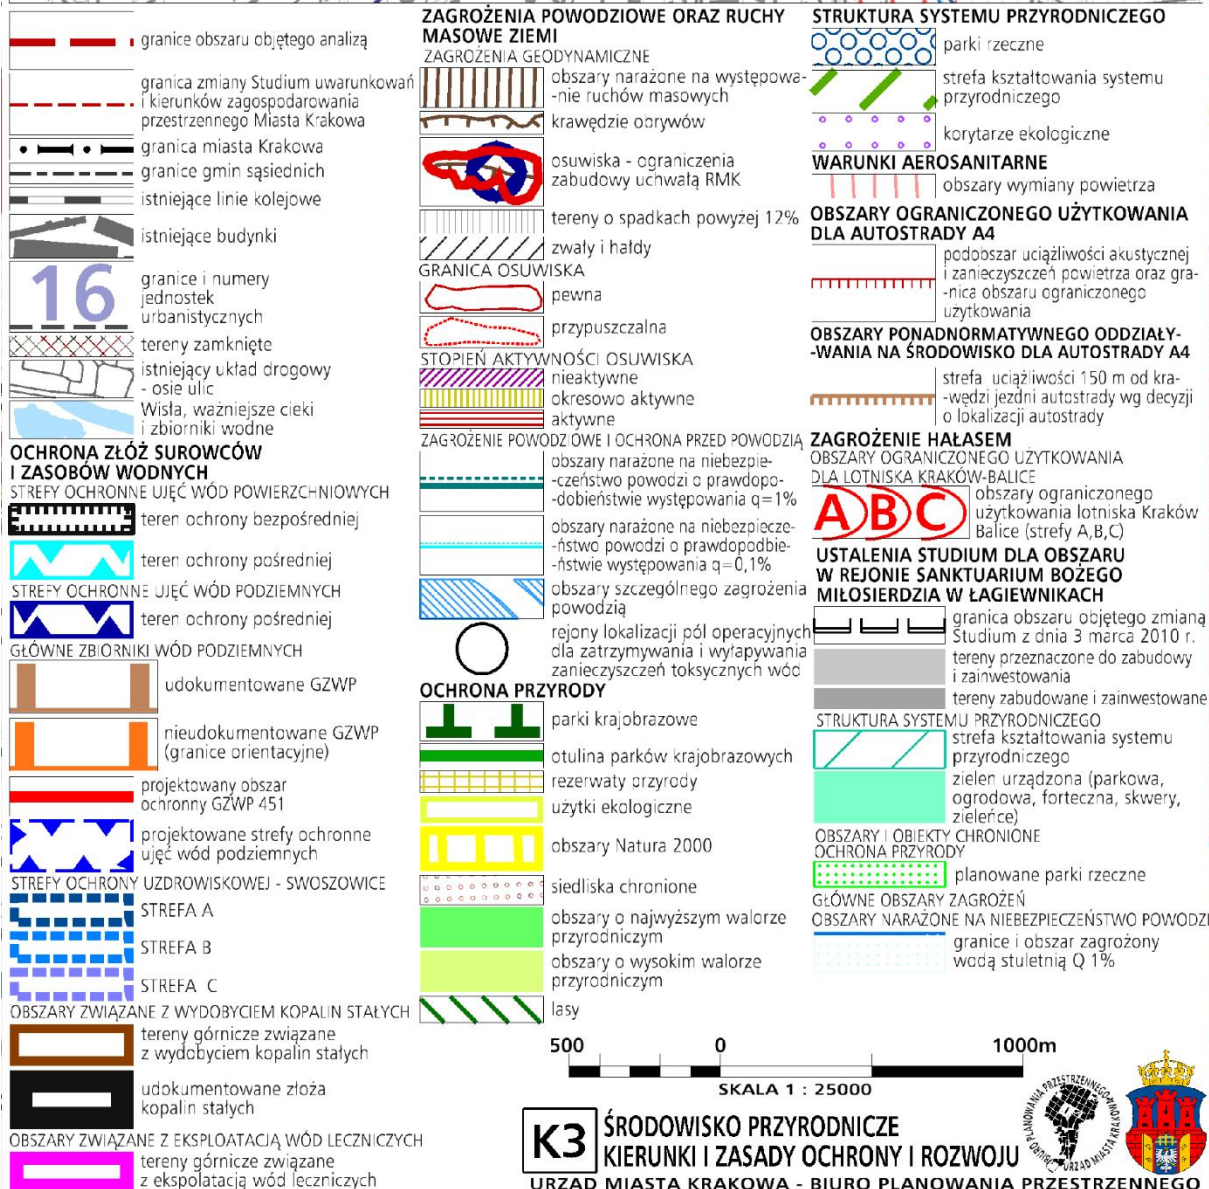 granice obszaru objętego analizą
granica zmiany Studium uwarunkowań
i kierunków zagospodarowania
przestrzennego Miasta Krakowa
granica miasta Krakowa
granice gmin sąsiednich
istniejące linie kolejowe
istniejące budynki
16
granice i numery
jednostek
urbanistycznych
tereny zamknięte
istniejący układ drogowy
- osie ulic
Wisła, ważniejsze cieki
i zbiorniki wodne
OCHRONA ZŁÓŻ SUROWCÓW
I ZASOBÓW WODNYCH
STREFY OCHRONNE UJĘĆ WÓD POWIERZCHNIOWYCH
teren ochrony bezpośredniej
teren ochrony pośredniej
STREFY OCHRONNE UJĘĆ WÓD PODZIEMNYCH
teren ochrony pośredniej
GŁÓWNE ZBIORNIKI WÓD PODZIEMNYCH
udokumentowane GZWP
nieudokumentowane GZWP
(granice orientacyjne)
projektowany obszar
ochronny GZWP 451
projektowane strefy ochronne
ujęć wód podziemnych
STREFY OCHRONY UZDROWISKOWEJ - SWOSZOWICE
STREFA A
STREFA B
STREFA C
OBSZARY ZWIĄZANE Z WYDOBYCIEM KOPALIN STAŁYCH
tereny górnicze związane
z wydobyciem kopalin stałych
udokumentowane złoża
kopalin stałych
OBSZARY ZWIĄZANE Z EKSPLOATACJĄ WÓD LECZNICZYCH
tereny górnicze związane
z ekspolatacją wód leczniczych
ZAGROŻENIA POWODZIOWE ORAZ RUCHY
MASOWE ZIEMI
ZAGROŻENIA GEODYNAMICZNE
obszary narażone na występowa-
-nie ruchów masowych
krawędzie obrywów
osuwiska - ograniczenia
zabudowy uchwałą RMK
tereny o spadkach powyżej 12%
zwały i hałdy
GRANICA OSUWISKA
pewna
przypuszczalna
STOPIEŃ AKTYWNOŚCI OSUWISKA
nieaktywne
okresowo aktywne
aktywne
ZAGROŻENIE POWODZIOWE I OCHRONA PRZED POWODZIĄ
obszary narażone na niebezpie-
-czeństwo powodzi o prawdopo-
-dobieństwie występowania q=1%
obszary narażone na niebezpiecze-
-ństwo powodzi o prawdopodbie-
-ństwie występowania q=0,1%
obszary szczególnego zagrożenia
powodzią
rejony lokalizacji pól operacyjnych
dla zatrzymywania i wyłapywania
zanieczyszczeń toksycznych wód
OCHRONA PRZYRODY
parki krajobrazowe
otulina parków krajobrazowych
rezerwaty przyrody
użytki ekologiczne
obszary Natura 2000
siedliska chronione
obszary o najwyższym walorze
przyrodniczym
obszary o wysokim walorze
przyrodniczym
lasy
STRUKTURA SYSTEMU PRZYRODNICZEGO
parki rzeczne
strefa kształtowania systemu
przyrodniczego
korytarze ekologiczne
WARUNKI AEROSANITARNE
obszary wymiany powietrza
OBSZARY OGRANICZONEGO UŻYTKOWANIA
DLA AUTOSTRADY A4
podobszar uciążliwości akustycznej
i zanieczyszczeń powietrza oraz gra-
-nica obszaru ograniczonego
użytkowania
OBSZARY PONADNORMATYWNEGO ODDZIAŁY-
-WANIA NA ŚRODOWISKO DLA AUTOSTRADY A4
strefa uciążliwości 150 m od kra-
-wędzi jezdni autostrady wg decyzji
o lokalizacji autostrady
ZAGROŻENIE HAŁASEM
OBSZARY OGRANICZONEGO UŻYTKOWANIA
DLA LOTNISKA KRAKÓW-BALICE
A B C
obszary ograniczonego
użytkowania lotniska Kraków
Balice (strefy A,B,C)
USTALENIA STUDIUM DLA OBSZARU
W REJONIE SANKTUARIUM BOŻEGO
MIŁOSIERDZIA W ŁAGIEWNIKACH
granica obszaru objętego zmianą
Studium z dnia 3 marca 2010 r.
tereny przeznaczone do zabudowy
i zainwestowania
tereny zabudowane i zainwestowane
STRUKTURA SYSTEMU PRZYRODNICZEGO
strefa kształtowania systemu
przyrodniczego
zielen urządzona (parkowa,
ogrodowa, forteczna, skwery,
zieleńce)
OBSZARY I OBIEKTY CHRONIONE
OCHRONA PRZYRODY
planowane parki rzeczne
GŁÓWNE OBSZARY ZAGROŻEŃ
OBSZARY NARAŻONE NA NIEBEZPIECZEŃSTWO POWODZI
granice i obszar zagrożony
wodą stuletnią Q 1%
500 0 1000m
SKALA 1 : 25000
K3
ŚRODOWISKO PRZYRODNICZE
KIERUNKI I ZASADY OCHRONY I ROZWOJU
BIURO PLANOWANIA PRZESTRZENNEGO
URZĄD MIASTA KRAKOWA
URZĄD MIASTA KRAKOWA - BIURO PLANOWANIA PRZESTRZENNEGO